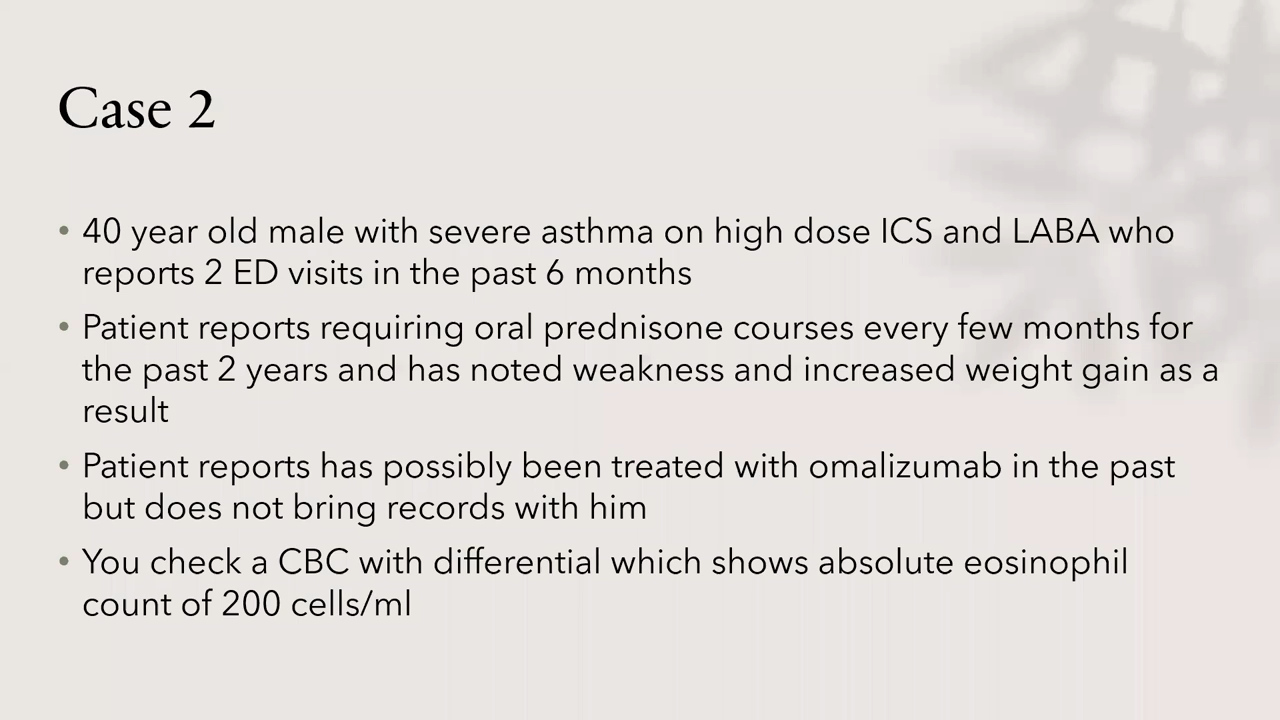 Case 2
• 40 year old male with severe asthma on high dose ICS and LABA who
reports 2 ED visits in the past 6 months
• Patient reports requiring oral prednisone courses every few months for
the past 2 years and has noted weakness and increased weight gain as a
result
• Patient reports has possibly been treated with omalizumab in the past
but does not bring records with him
• You check a CBC with differential which shows absolute eosinophil
count of 200 cells/ml